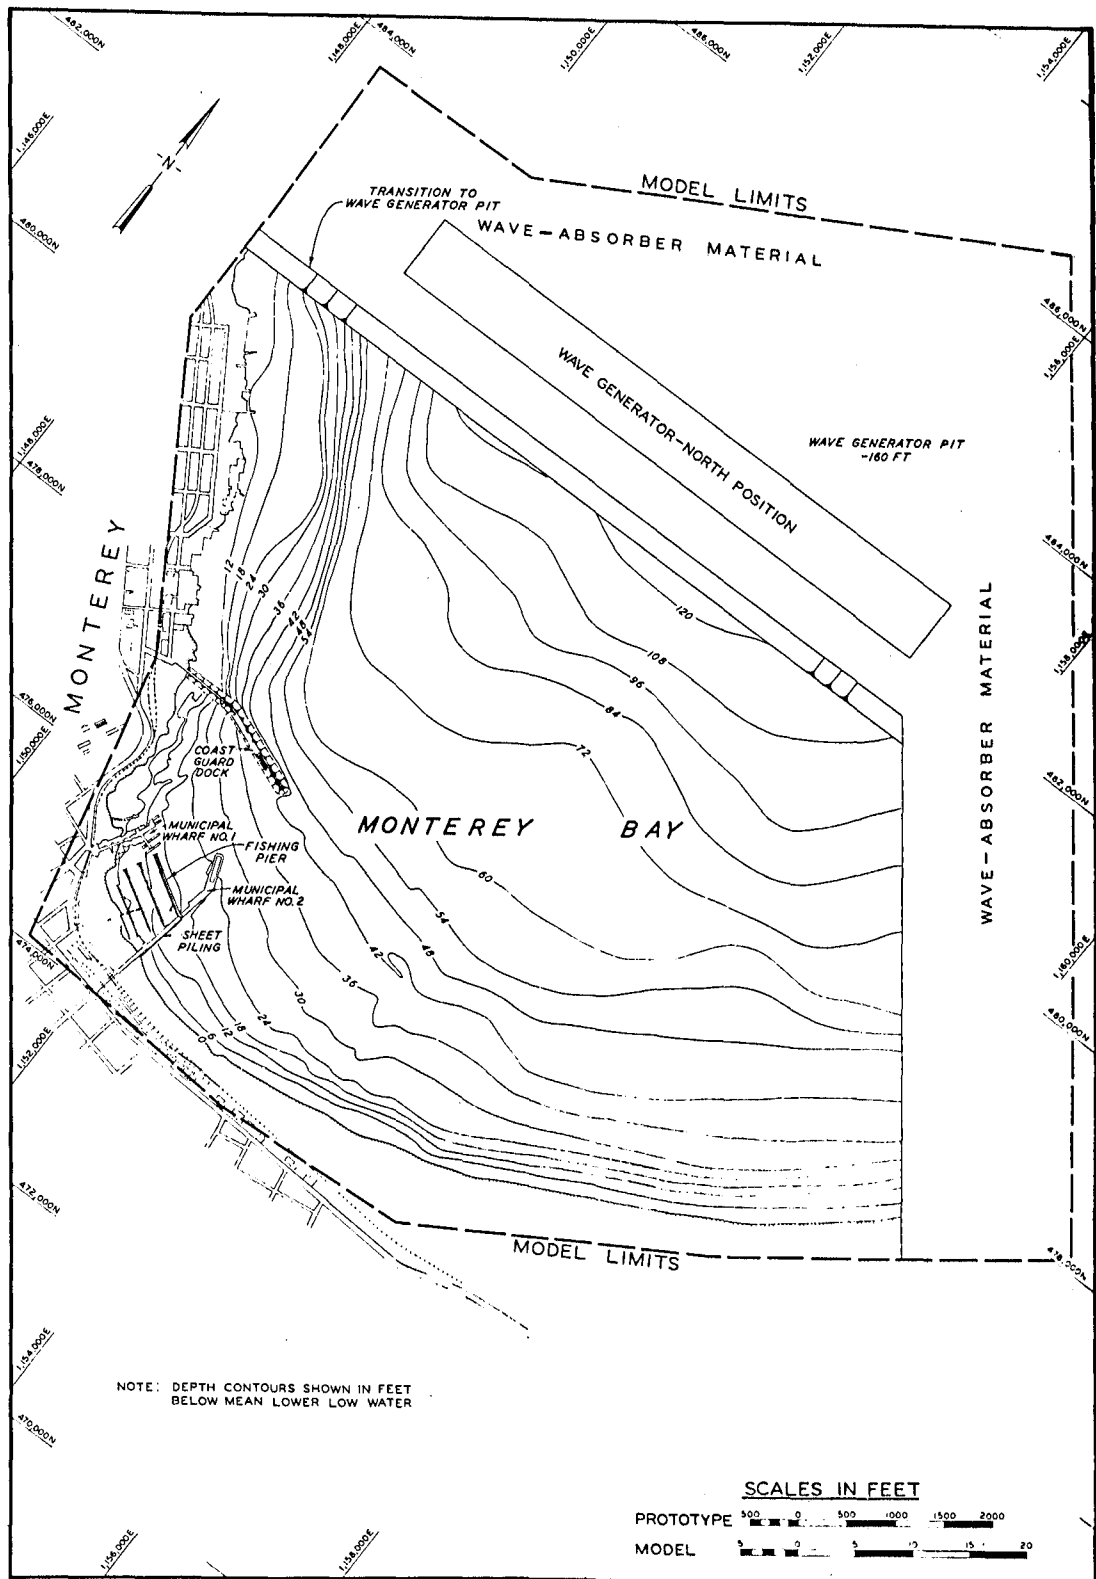 482,000N
1,148,000E
484,000N
1,150,000E
486,000N
1,152,000E
1,154,000E
1,146,000E
-N-
480,000N
TRANSITION TO
WAVE GENERATOR PIT
MODEL LIMITS
WAVE-ABSORBER MATERIAL
486,000N
1,156,000E
WAVE GENERATOR-NORTH POSITION
WAVE GENERATOR PIT
-160 FT
1,148,000E
478,000N
484,000N
MONTEREY
12
18
24
30
36
42
48
54
120
108
96
84
72
1,158,000E
WAVE-ABSORBER MATERIAL
476,000N
1,150,000E
COAST
GUARD
DOCK
482,000N
MONTEREY BAY
MUNICIPAL
WHARF NO.1
FISHING
PIER
MUNICIPAL
WHARF NO.2
SHEET
PILING
60
54
48
42
36
30
24
18
12
6
0
474,000N
1,160,000E
480,000N
1,152,000E
472,000N
MODEL LIMITS
478,000N
1,154,000E
470,000N
NOTE: DEPTH CONTOURS SHOWN IN FEET
BELOW MEAN LOWER LOW WATER
1,156,000E
1,158,000E
SCALES IN FEET
PROTOTYPE 500 0 500 1000 1500 2000
MODEL 5 0 5 10 15 20